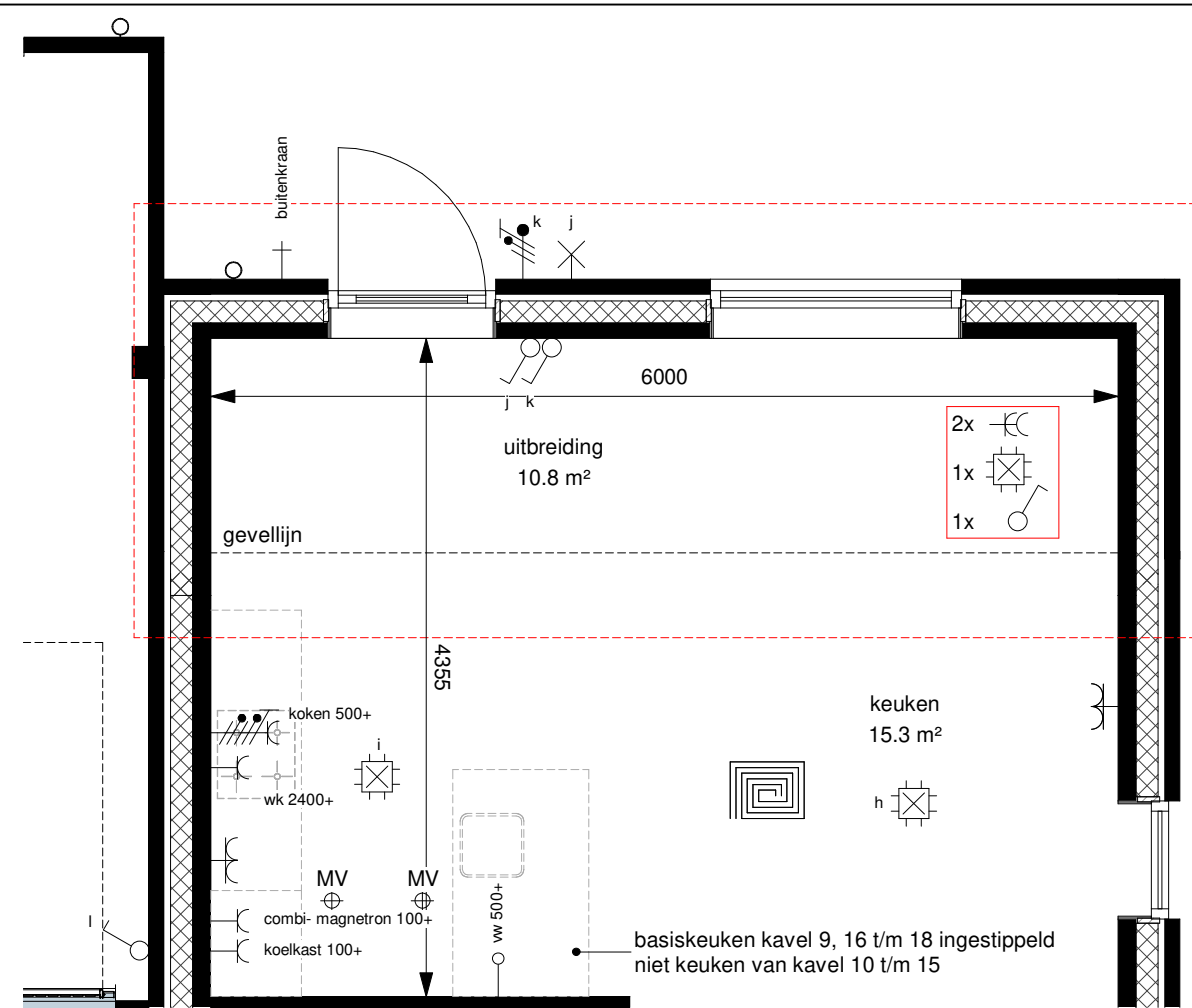 buitenkraan
k
j
j
k
6000
uitbreiding
10.8 m²
2x
1x
1x
gevellijn
4355
keuken
15.3 m²
koken 500+
i
wk 2400+
h
MV
MV
combi- magnetron 100+
koelkast 100+
vw 500+
l
basiskeuken kavel 9, 16 t/m 18 ingestippeld
niet keuken van kavel 10 t/m 15